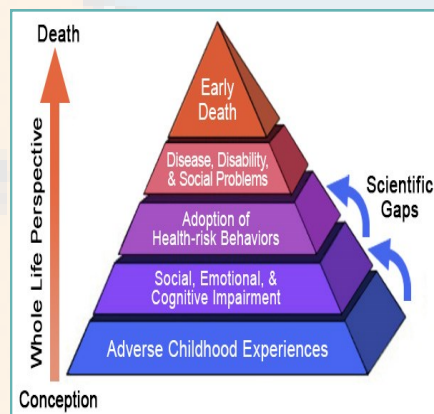 Death
Whole Life Perspective
Conception
Early
Death
Disease, Disability,
& Social Problems
Adoption of
Health-risk Behaviors
Social, Emotional, &
Cognitive Impairment
Adverse Childhood Experiences
Scientific
Gaps